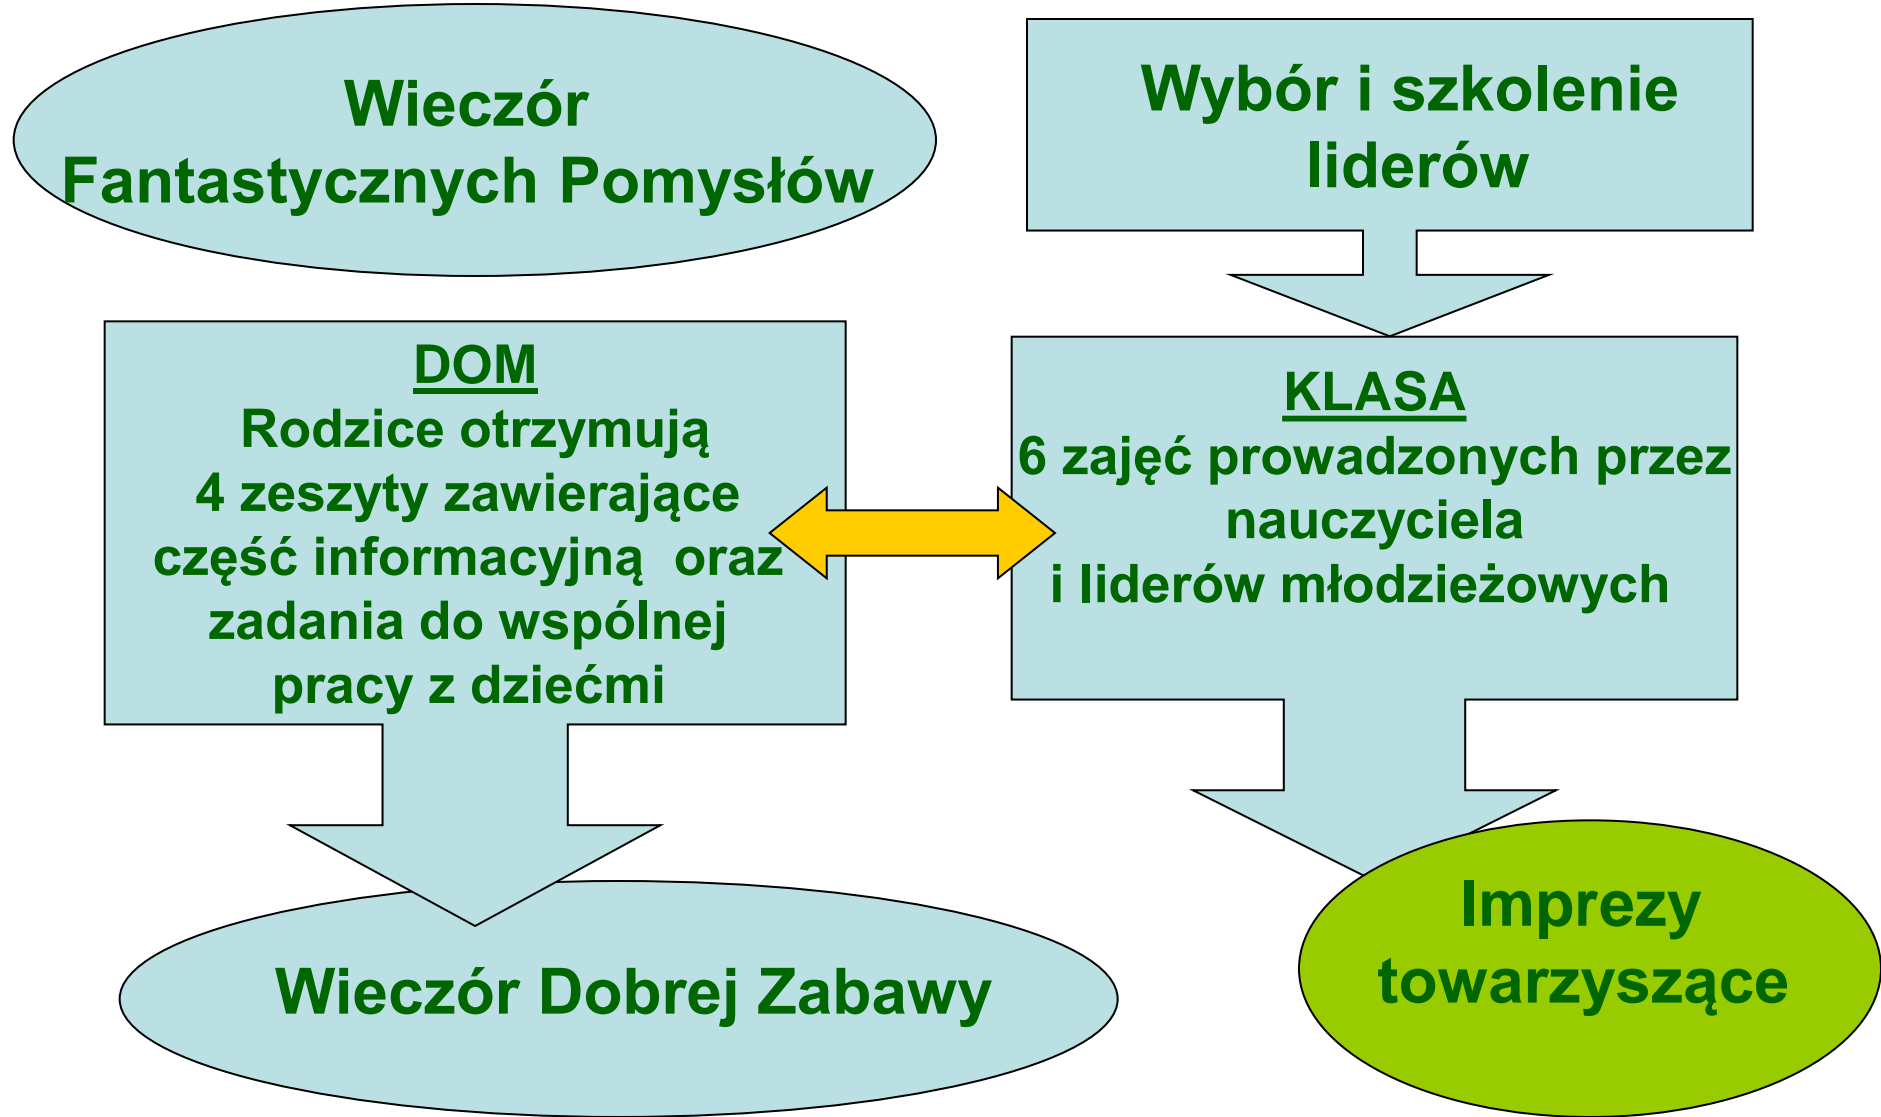 Wieczór
Fantastycznych Pomysłów
Wybór i szkolenie
liderów
DOM
Rodzice otrzymują
4 zeszyty zawierające
część informacyjną oraz
zadania do wspólnej
pracy z dziećmi
KLASA
6 zajęć prowadzonych przez
nauczyciela
i liderów młodzieżowych
Wieczór Dobrej Zabawy
Imprezy
towarzyszące